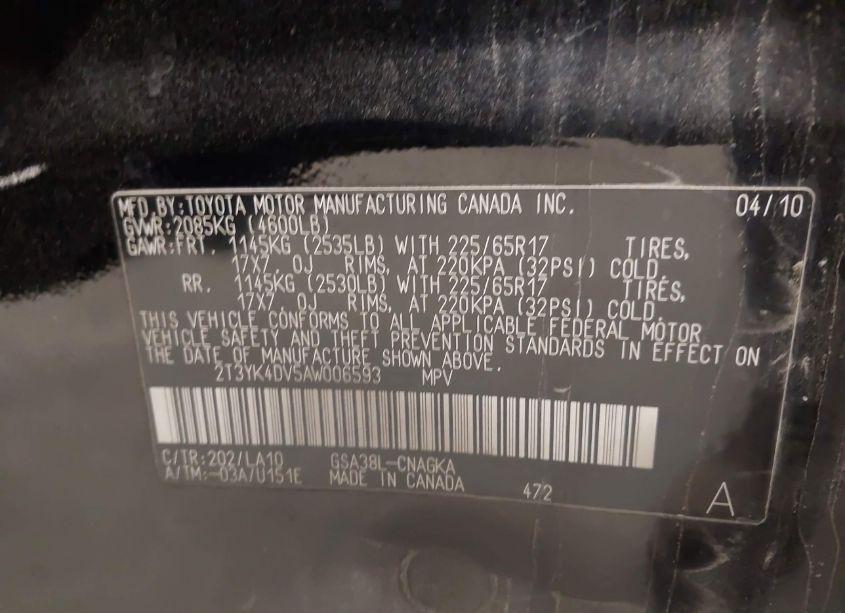 MFD. BY: TOYOTA MOTOR MANUFACTURING CANADA INC. 04/10
GVWR: 2085KG (4600LB)
GAWR: FRT. 1145KG (2535LB) WITH 225/65R17 TIRES,
17X7.0J RIMS, AT 220KPA (32PSI) COLD.
RR. 1145KG (2530LB) WITH 225/65R17 TIRES,
17X7.0J RIMS, AT 220KPA (32PSI) COLD.
THIS VEHICLE CONFORMS TO ALL APPLICABLE FEDERAL MOTOR
VEHICLE SAFETY AND THEFT PREVENTION STANDARDS IN EFFECT ON
THE DATE OF MANUFACTURE SHOWN ABOVE.
2T3YK4DV5AW006593 MPV
C/TR: 202/LA10 GSA38L-CNAGKA
A/TM: -03A/U151E MADE IN CANADA 472 A